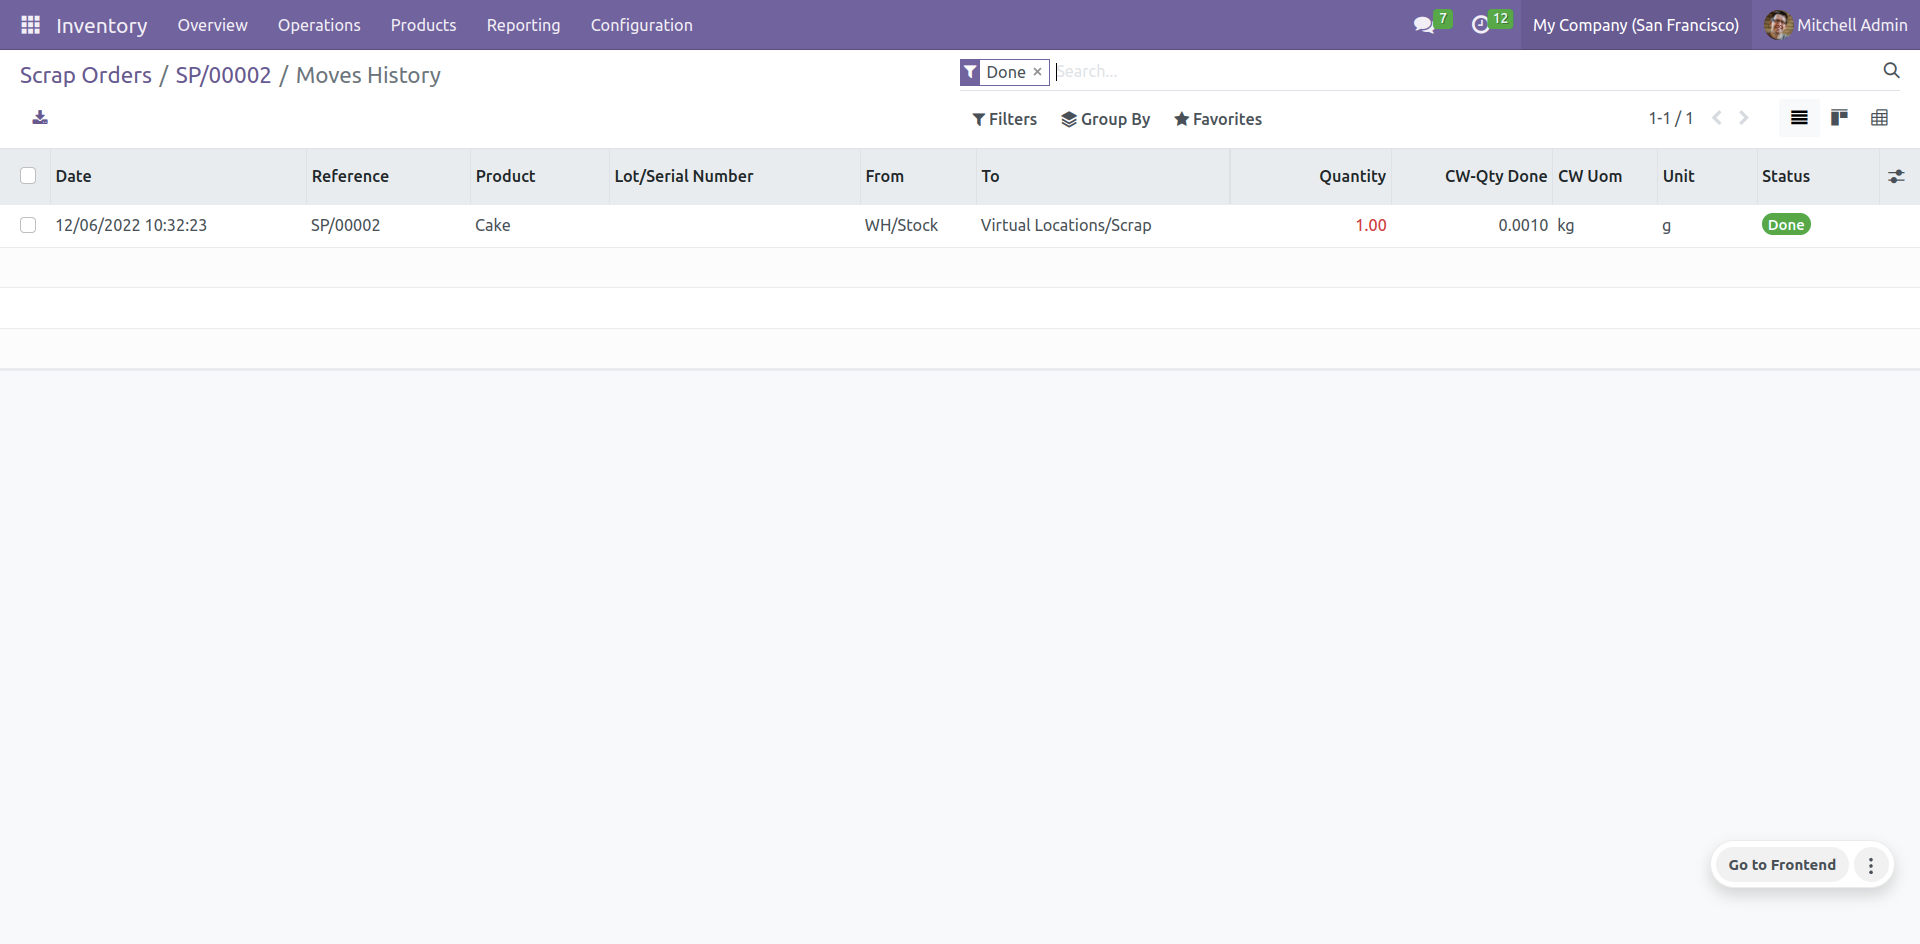 Inventory Overview Operations Products Reporting Configuration 7 12 My Company (San Francisco) Mitchell Admin
Scrap Orders / SP/00002 / Moves History
Done × Search...
Filters Group By Favorites 1-1 / 1
Date Reference Product Lot/Serial Number From To Quantity CW-Qty Done CW Uom Unit Status
12/06/2022 10:32:23 SP/00002 Cake WH/Stock Virtual Locations/Scrap 1.00 0.0010 kg g Done
Go to Frontend